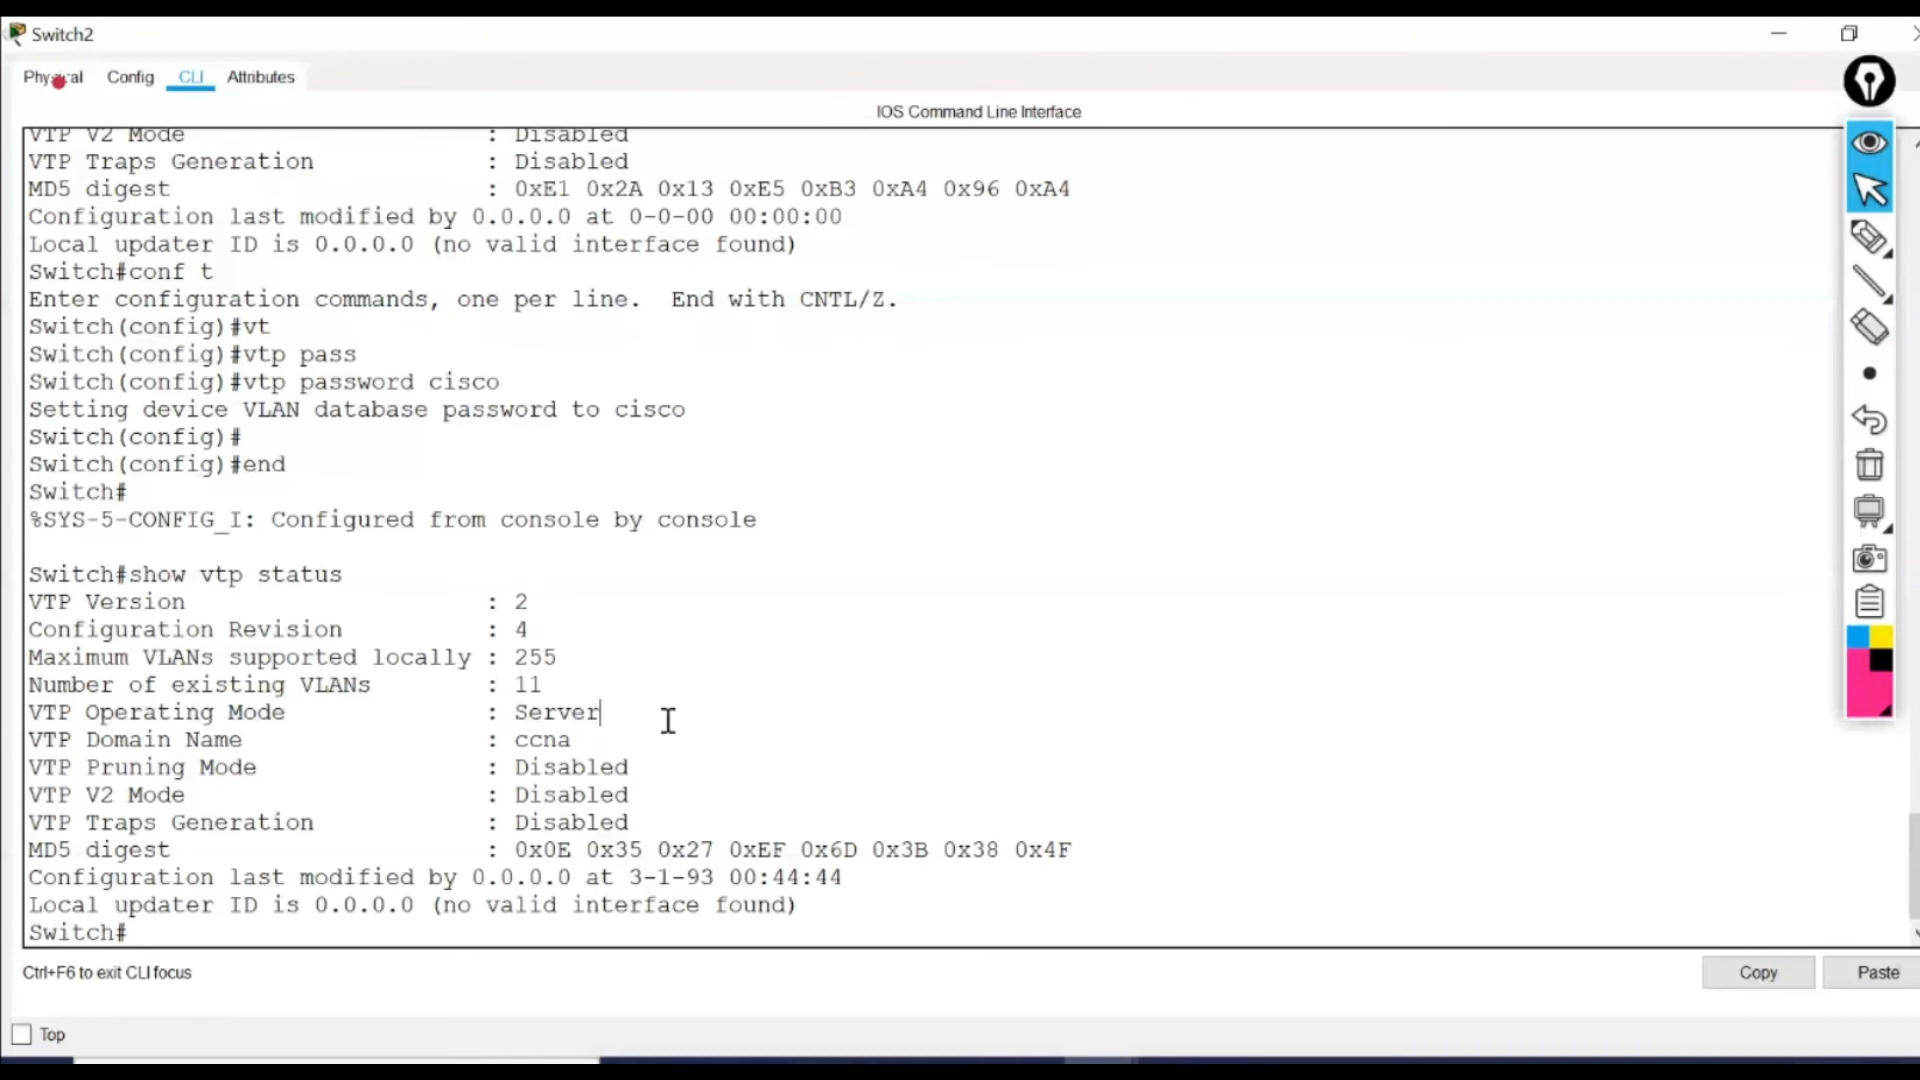 Switch2
Physical Config CLI Attributes
IOS Command Line Interface
VTP V2 Mode : Disabled
VTP Traps Generation : Disabled
MD5 digest : 0xE1 0x2A 0x13 0xE5 0xB3 0xA4 0x96 0xA4
Configuration last modified by 0.0.0.0 at 0-0-00 00:00:00
Local updater ID is 0.0.0.0 (no valid interface found)
Switch#conf t
Enter configuration commands, one per line. End with CNTL/Z.
Switch(config)#vt
Switch(config)#vtp pass
Switch(config)#vtp password cisco
Setting device VLAN database password to cisco
Switch(config)#
Switch(config)#end
Switch#
%SYS-5-CONFIG_I: Configured from console by console
Switch#show vtp status
VTP Version : 2
Configuration Revision : 4
Maximum VLANs supported locally : 255
Number of existing VLANs : 11
VTP Operating Mode : Server
VTP Domain Name : ccna
VTP Pruning Mode : Disabled
VTP V2 Mode : Disabled
VTP Traps Generation : Disabled
MD5 digest : 0x0E 0x35 0x27 0xEF 0x6D 0x3B 0x38 0x4F
Configuration last modified by 0.0.0.0 at 3-1-93 00:44:44
Local updater ID is 0.0.0.0 (no valid interface found)
Switch#
Ctrl+F6 to exit CLI focus
Copy Paste
Top